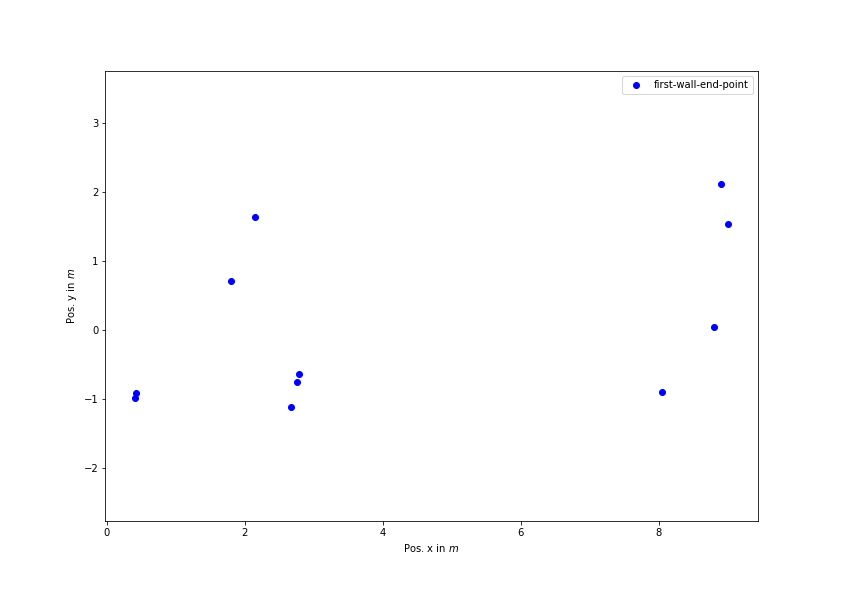 first-wall-end-point
3
2
1
0
−1
−2
Pos. y in m
0 2 4 6 8
Pos. x in m